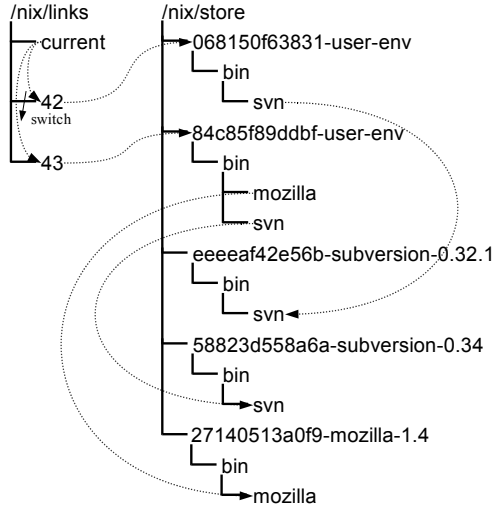 /nix/links
current
42
switch
43
/nix/store
068150f63831-user-env
bin
svn
84c85f89ddbf-user-env
bin
mozilla
svn
eeeeaf42e56b-subversion-0.32.1
bin
svn
58823d558a6a-subversion-0.34
bin
svn
27140513a0f9-mozilla-1.4
bin
mozilla